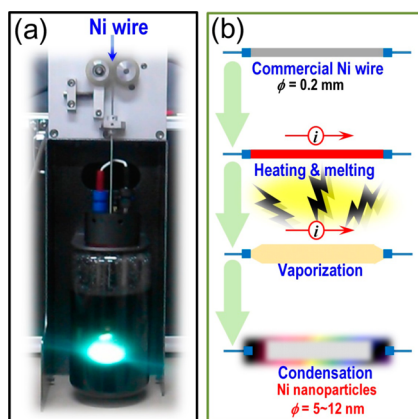 (a)
Ni wire
(b)
Commercial Ni wire
ϕ = 0.2 mm
i
Heating & melting
i
Vaporization
Condensation
Ni nanoparticles
ϕ = 5~12 nm